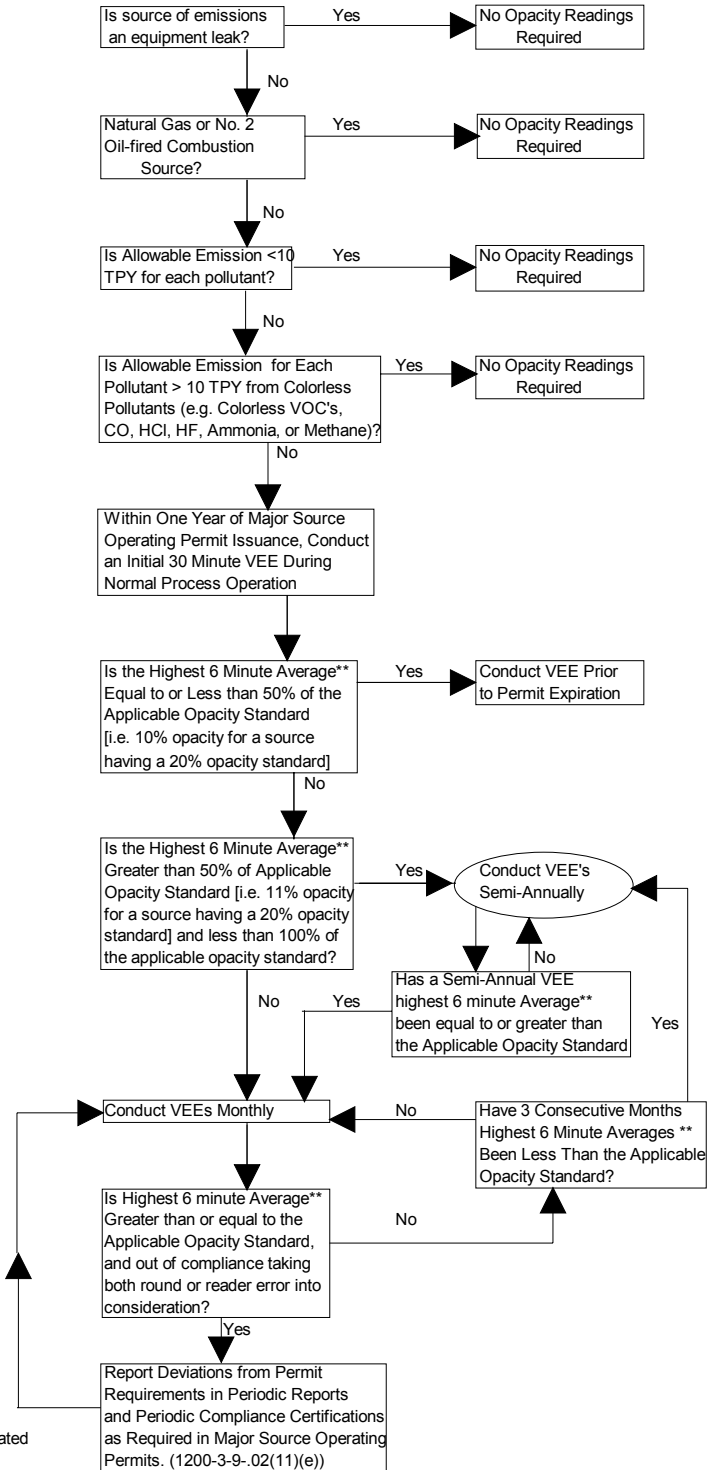 Is source of emissions
an equipment leak?
Yes
No Opacity Readings
Required
No
Natural Gas or No. 2
Oil-fired Combustion
Source?
Yes
No Opacity Readings
Required
No
Is Allowable Emission <10
TPY for each pollutant?
Yes
No Opacity Readings
Required
No
Is Allowable Emission for Each
Pollutant > 10 TPY from Colorless
Pollutants (e.g. Colorless VOC's,
CO, HCl, HF, Ammonia, or Methane)?
Yes
No Opacity Readings
Required
No
Within One Year of Major Source
Operating Permit Issuance, Conduct
an Initial 30 Minute VEE During
Normal Process Operation
Is the Highest 6 Minute Average**
Equal to or Less than 50% of the
Applicable Opacity Standard
[i.e. 10% opacity for a source
having a 20% opacity standard]
Yes
Conduct VEE Prior
to Permit Expiration
No
Is the Highest 6 Minute Average**
Greater than 50% of Applicable
Opacity Standard [i.e. 11% opacity
for a source having a 20% opacity
standard] and less than 100% of
the applicable opacity standard?
Yes
Conduct VEE's
Semi-Annually
No
Has a Semi-Annual VEE
highest 6 minute Average**
been equal to or greater than
the Applicable Opacity Standard
Yes
No
Yes
Conduct VEEs Monthly
No
Have 3 Consecutive Months
Highest 6 Minute Averages **
Been Less Than the Applicable
Opacity Standard?
Is Highest 6 minute Average**
Greater than or equal to the
Applicable Opacity Standard,
and out of compliance taking
both round or reader error into
consideration?
No
Yes
Report Deviations from Permit
Requirements in Periodic Reports
and Periodic Compliance Certifications
as Required in Major Source Operating
Permits. (1200-3-9-.02(11)(e))
ated